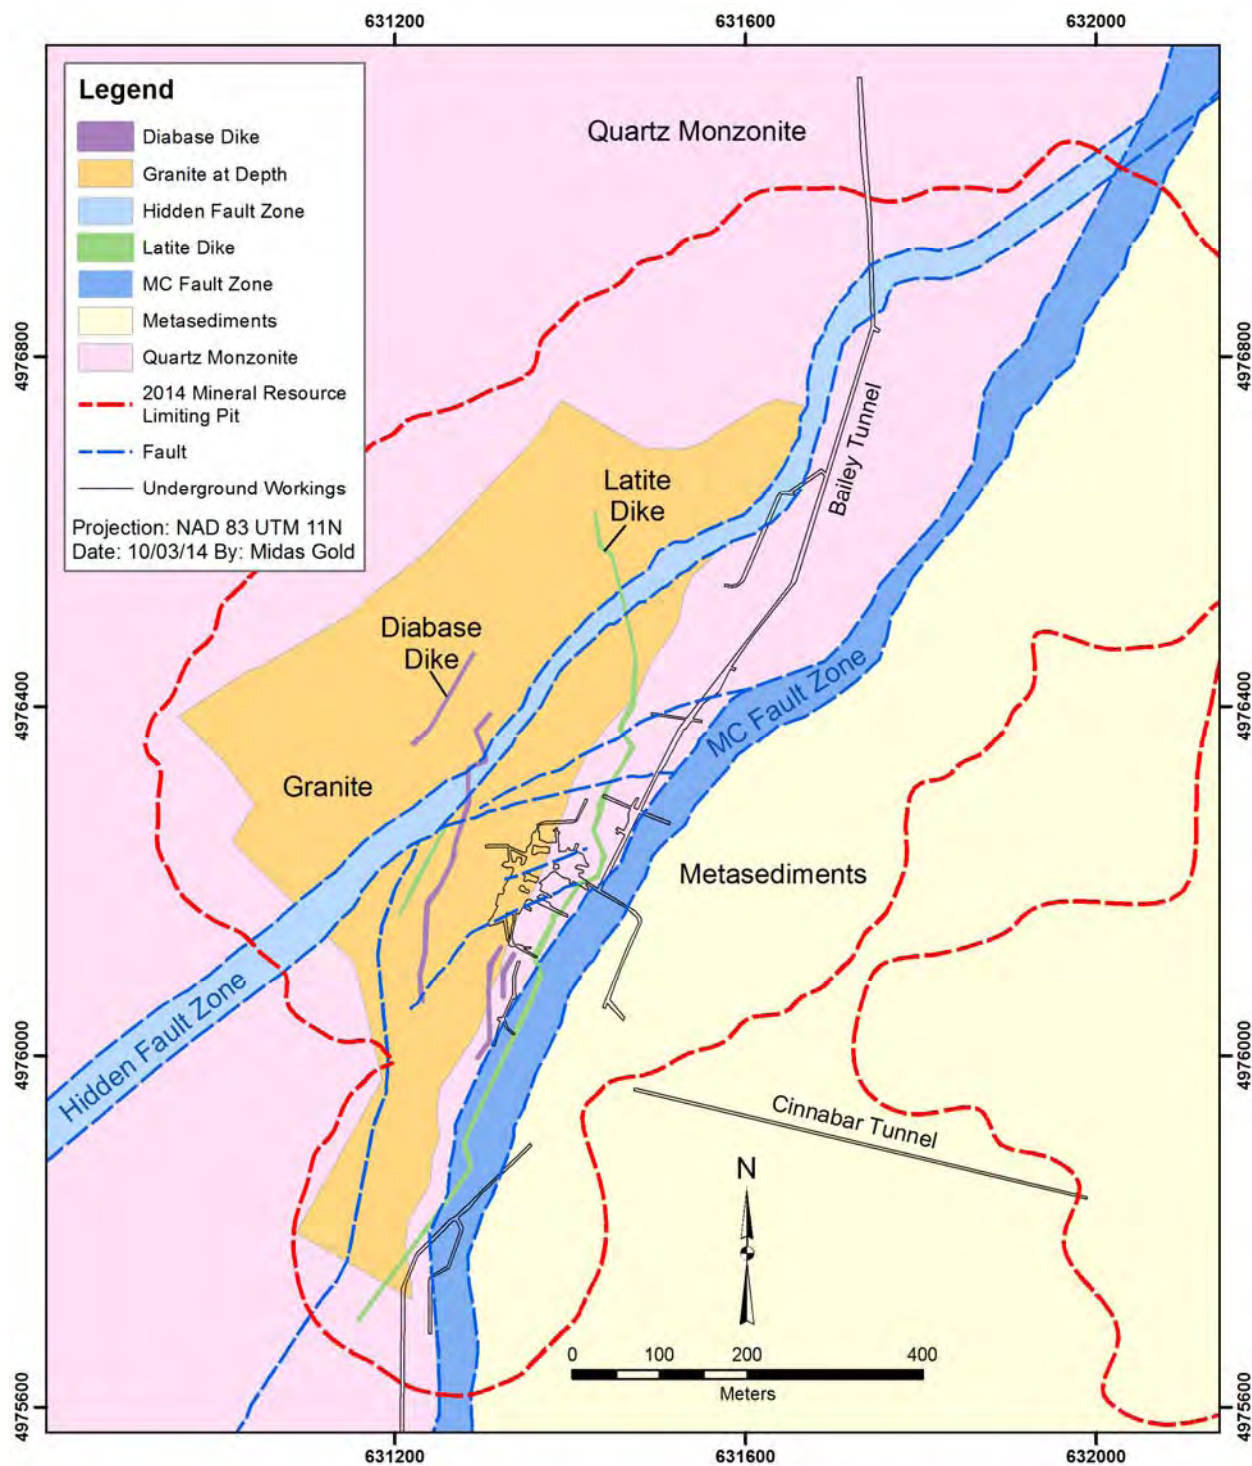 631200
631600
632000
Legend
Diabase Dike
Granite at Depth
Hidden Fault Zone
Latite Dike
MC Fault Zone
Metasediments
Quartz Monzonite
2014 Mineral Resource
Limiting Pit
Fault
Underground Workings
Projection: NAD 83 UTM 11N
Date: 10/03/14 By: Midas Gold
Quartz Monzonite
4976800
4976800
Bailey Tunnel
Latite
Dike
Diabase
Dike
4976400
4976400
MC Fault Zone
Granite
Metasediments
Hidden Fault Zone
4976000
4976000
Cinnabar Tunnel
N
0
100
200
400
Meters
4975600
4975600
631200
631600
632000